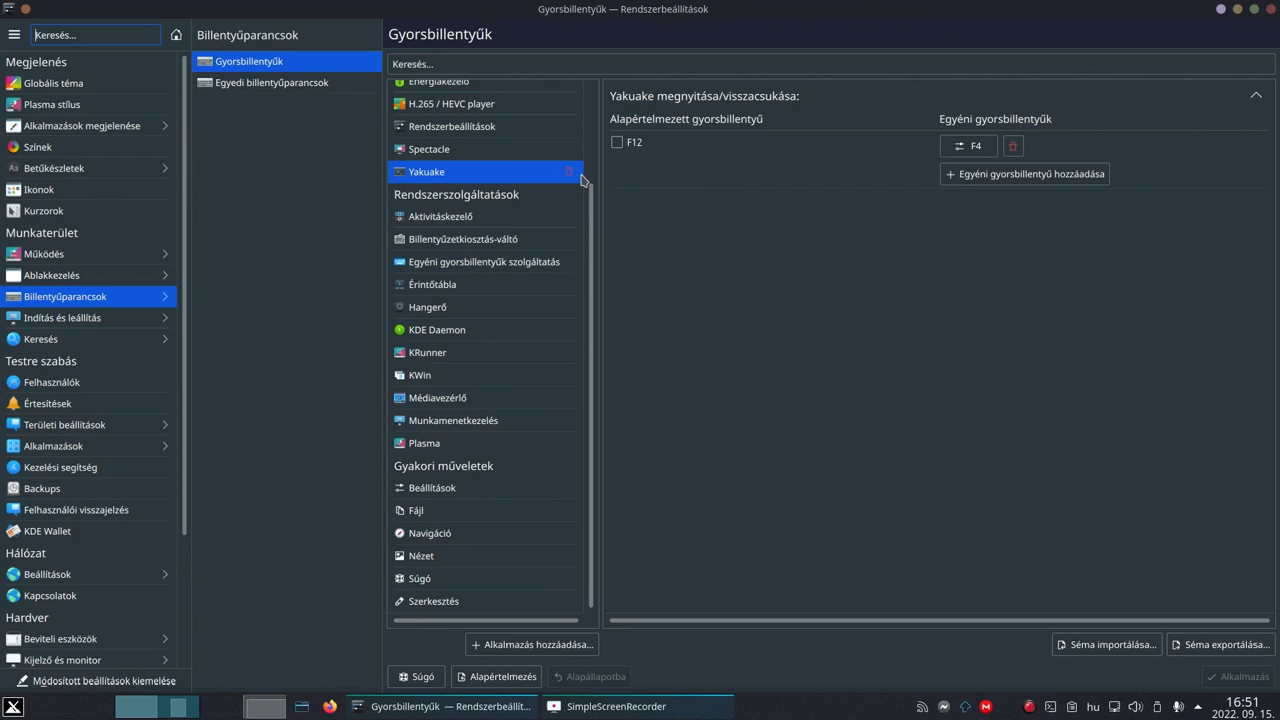 Gyorsbillentyűk — Rendszerbeállítások
Keresés...
Megjelenés
Globális téma
Plasma stílus
Alkalmazások megjelenése
Színek
Betűkészletek
Ikonok
Kurzorok
Munkaterület
Működés
Ablakkezelés
Billentyűparancsok
Indítás és leállítás
Keresés
Testre szabás
Felhasználók
Értesítések
Területi beállítások
Alkalmazások
Kezelési segítség
Backups
Felhasználói visszajelzés
KDE Wallet
Hálózat
Beállítások
Kapcsolatok
Hardver
Beviteli eszközök
Kijelző és monitor
Módosított beállítások kiemelése
Billentyűparancsok
Gyorsbillentyűk
Egyedi billentyűparancsok
Gyorsbillentyűk
Keresés...
Energiakezelő
H.265 / HEVC player
Rendszerbeállítások
Spectacle
Yakuake
Rendszerszolgáltatások
Aktivitáskezelő
Billentyűzetkiosztás-váltó
Egyéni gyorsbillentyűk szolgáltatás
Érintőtábla
Hangerő
KDE Daemon
KRunner
KWin
Médiavezérlő
Munkamenetkezelés
Plasma
Gyakori műveletek
Beállítások
Fájl
Navigáció
Nézet
Súgó
Szerkesztés
Alkalmazás hozzáadása...
Yakuake megnyitása/visszacsukása:
Alapértelmezett gyorsbillentyű
Egyéni gyorsbillentyűk
F12
F4
Egyéni gyorsbillentyű hozzáadása
Séma importálása...
Séma exportálása...
Súgó
Alapértelmezés
Alapállapotba
Alkalmazás
Gyorsbillentyűk — Rendszerbeállít...
SimpleScreenRecorder
hu
16:51
2022. 09. 15.